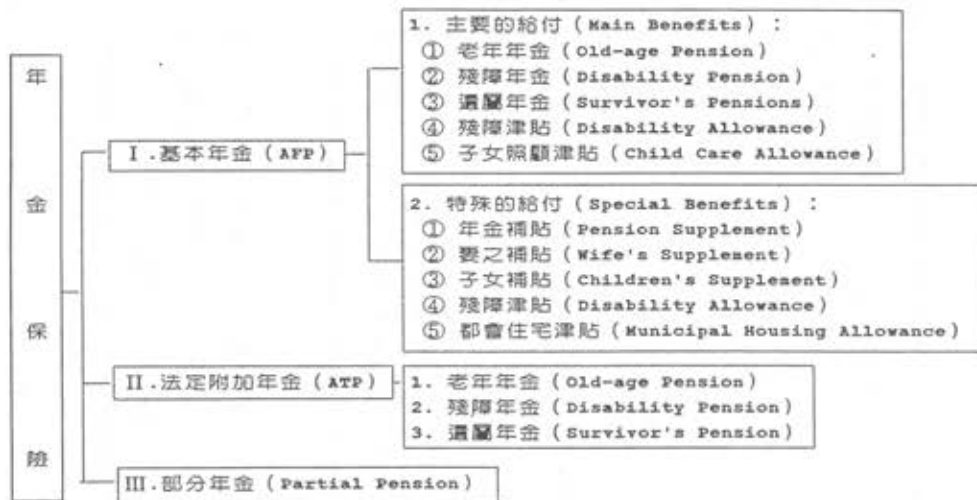 年金保險
I.基本年金(AFP)
1. 主要的給付(Main Benefits):
① 老年年金(Old-age Pension)
② 殘障年金(Disability Pension)
③ 遺屬年金(Survivor's Pensions)
④ 殘障津貼(Disability Allowance)
⑤ 子女照顧津貼(Child Care Allowance)
2. 特殊的給付(Special Benefits):
① 年金補貼(Pension Supplement)
② 妻之補貼(Wife's Supplement)
③ 子女補貼(Children's Supplement)
④ 殘障津貼(Disability Allowance)
⑤ 都會住宅津貼(Municipal Housing Allowance)
II.法定附加年金(ATP)
1. 老年年金(Old-age Pension)
2. 殘障年金(Disability Pension)
3. 遺屬年金(Survivor's Pension)
III.部分年金(Partial Pension)